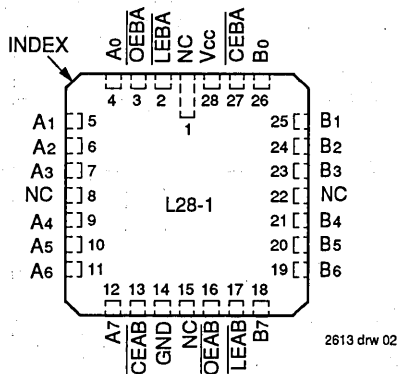 INDEX
A0 OEBA LEBA NC Vcc CEBA B0
4 3 2 28 27 26
1
A1 5 25 B1
A2 6 24 B2
A3 7 23 B3
NC 8 22 NC
L28-1
A4 9 21 B4
A5 10 20 B5
A6 11 19 B6
12 13 14 15 16 17 18
A7 CEAB GND NC OEAB LEAB B7
2613 drw 02